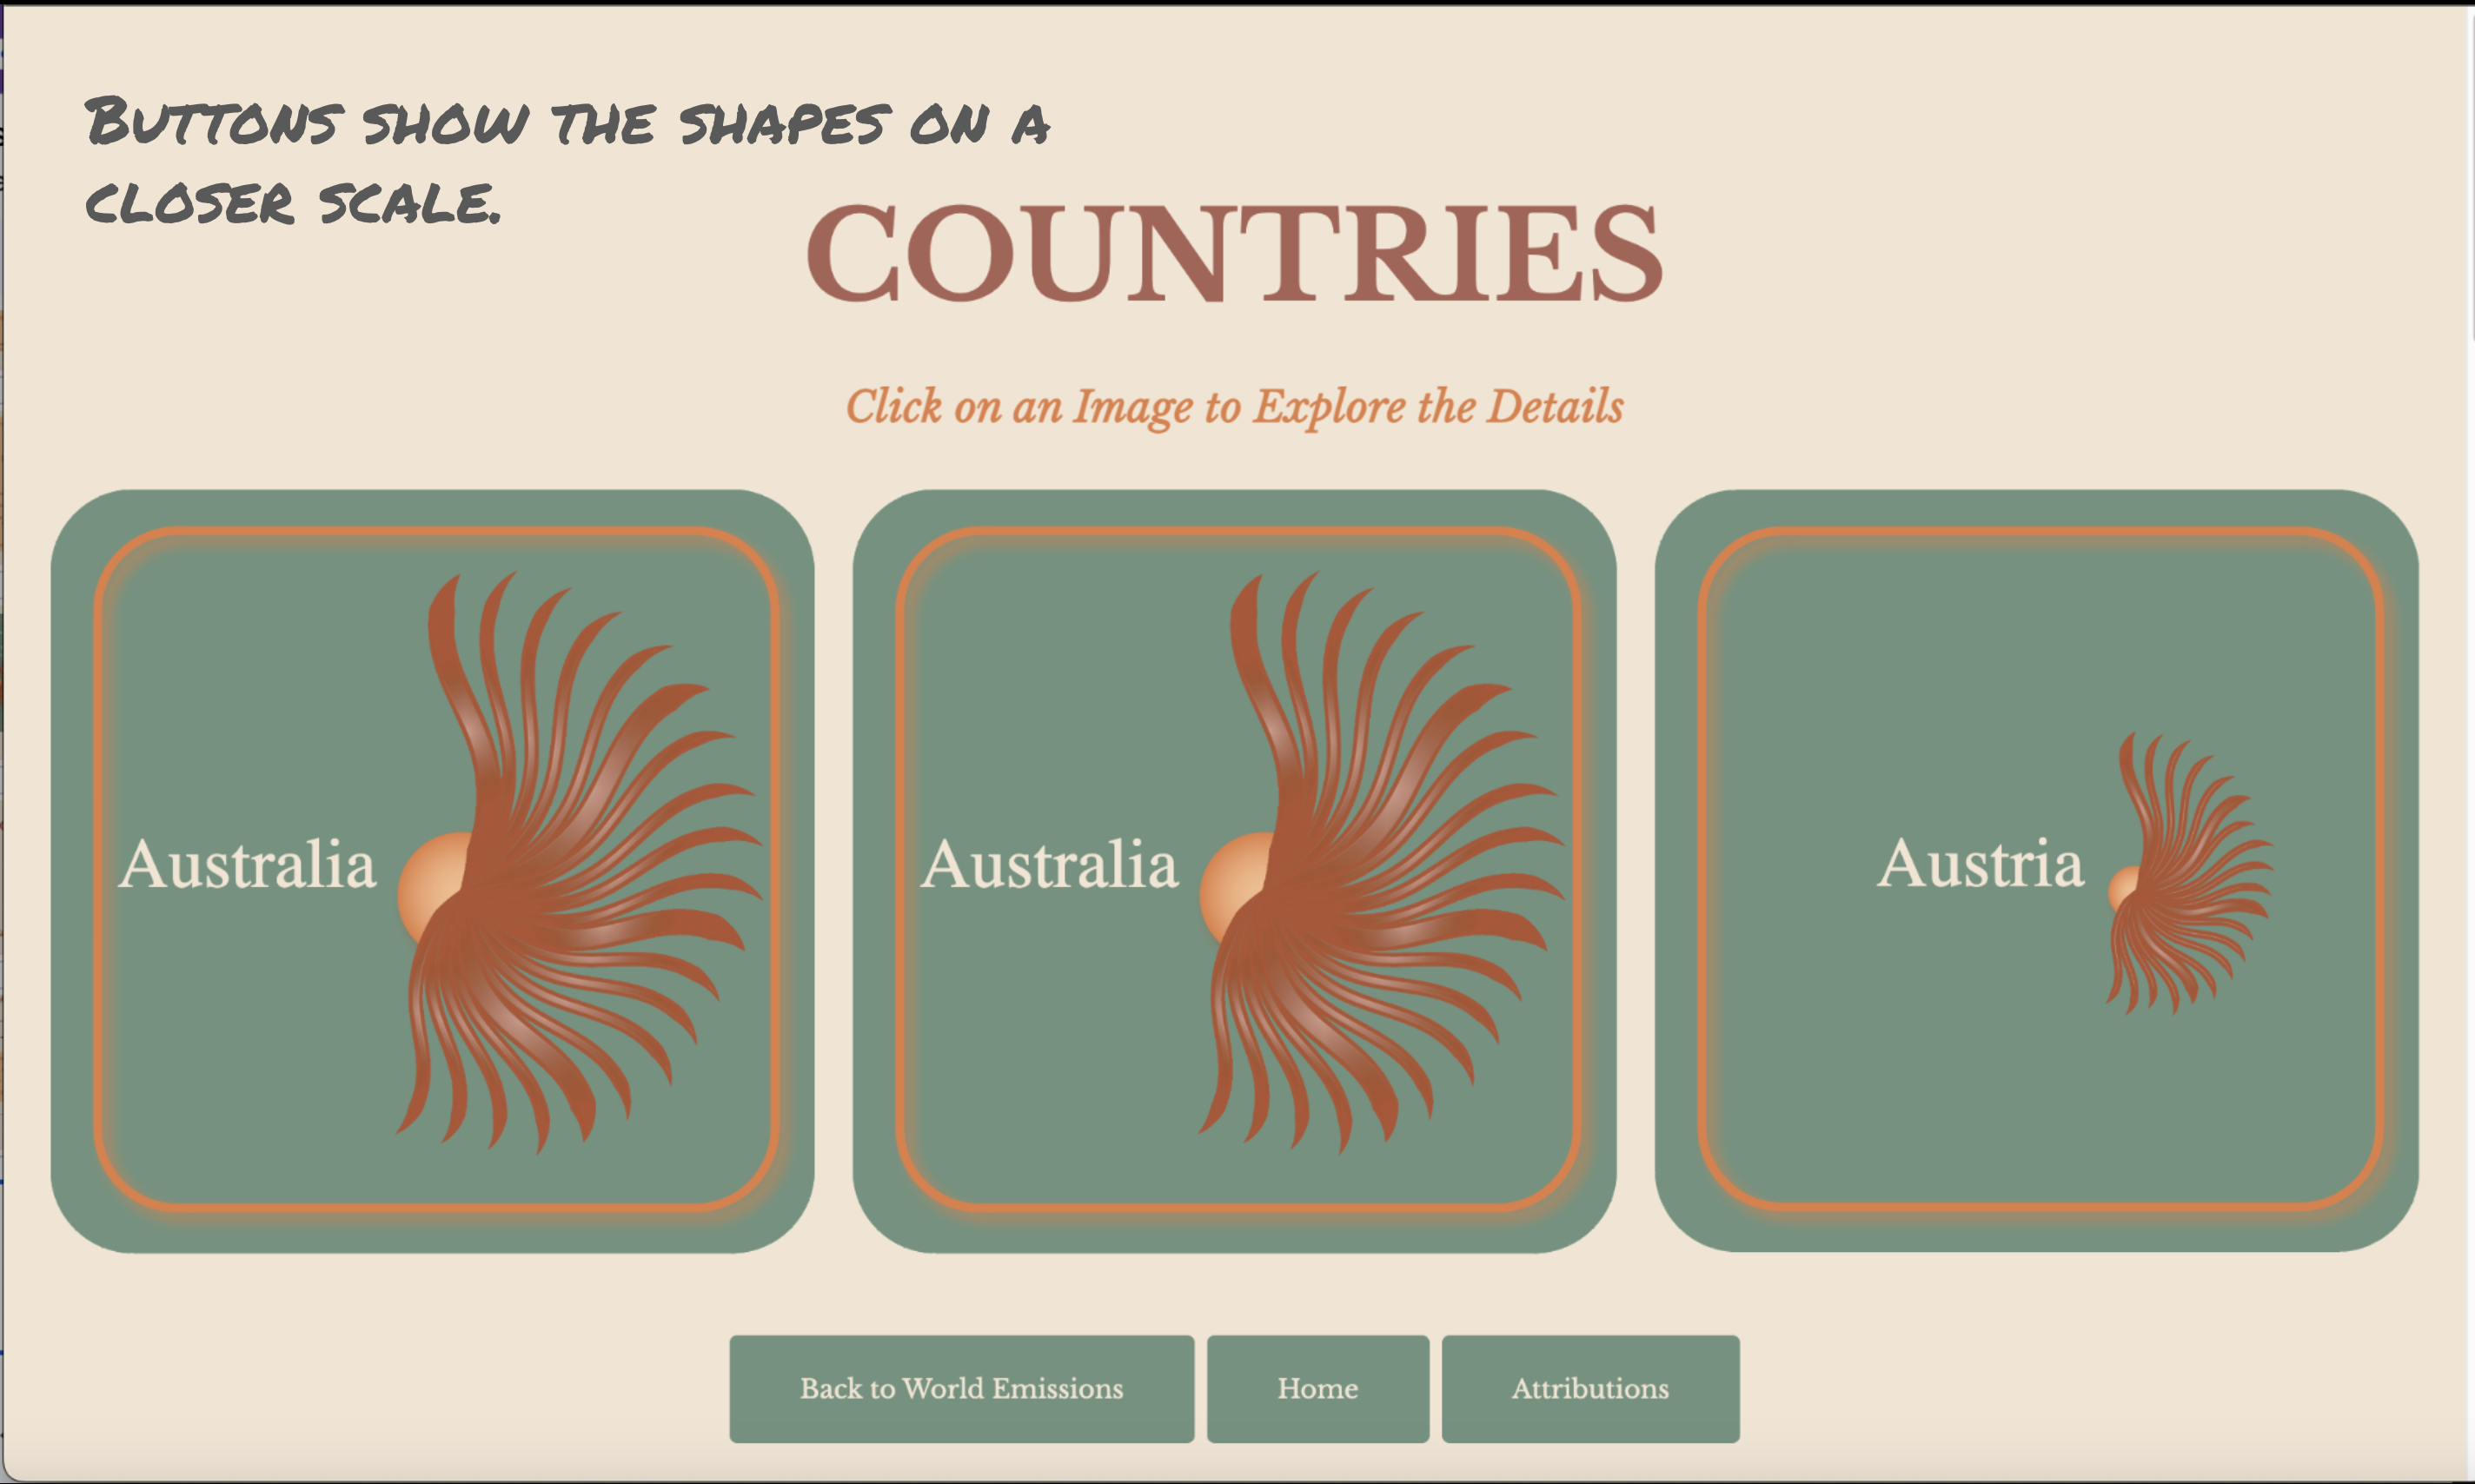 BUTTONS SHOW THE SHAPES ON A
CLOSER SCALE.
COUNTRIES
Click on an Image to Explore the Details
Australia
Australia
Austria
Back to World Emissions
Home
Attributions